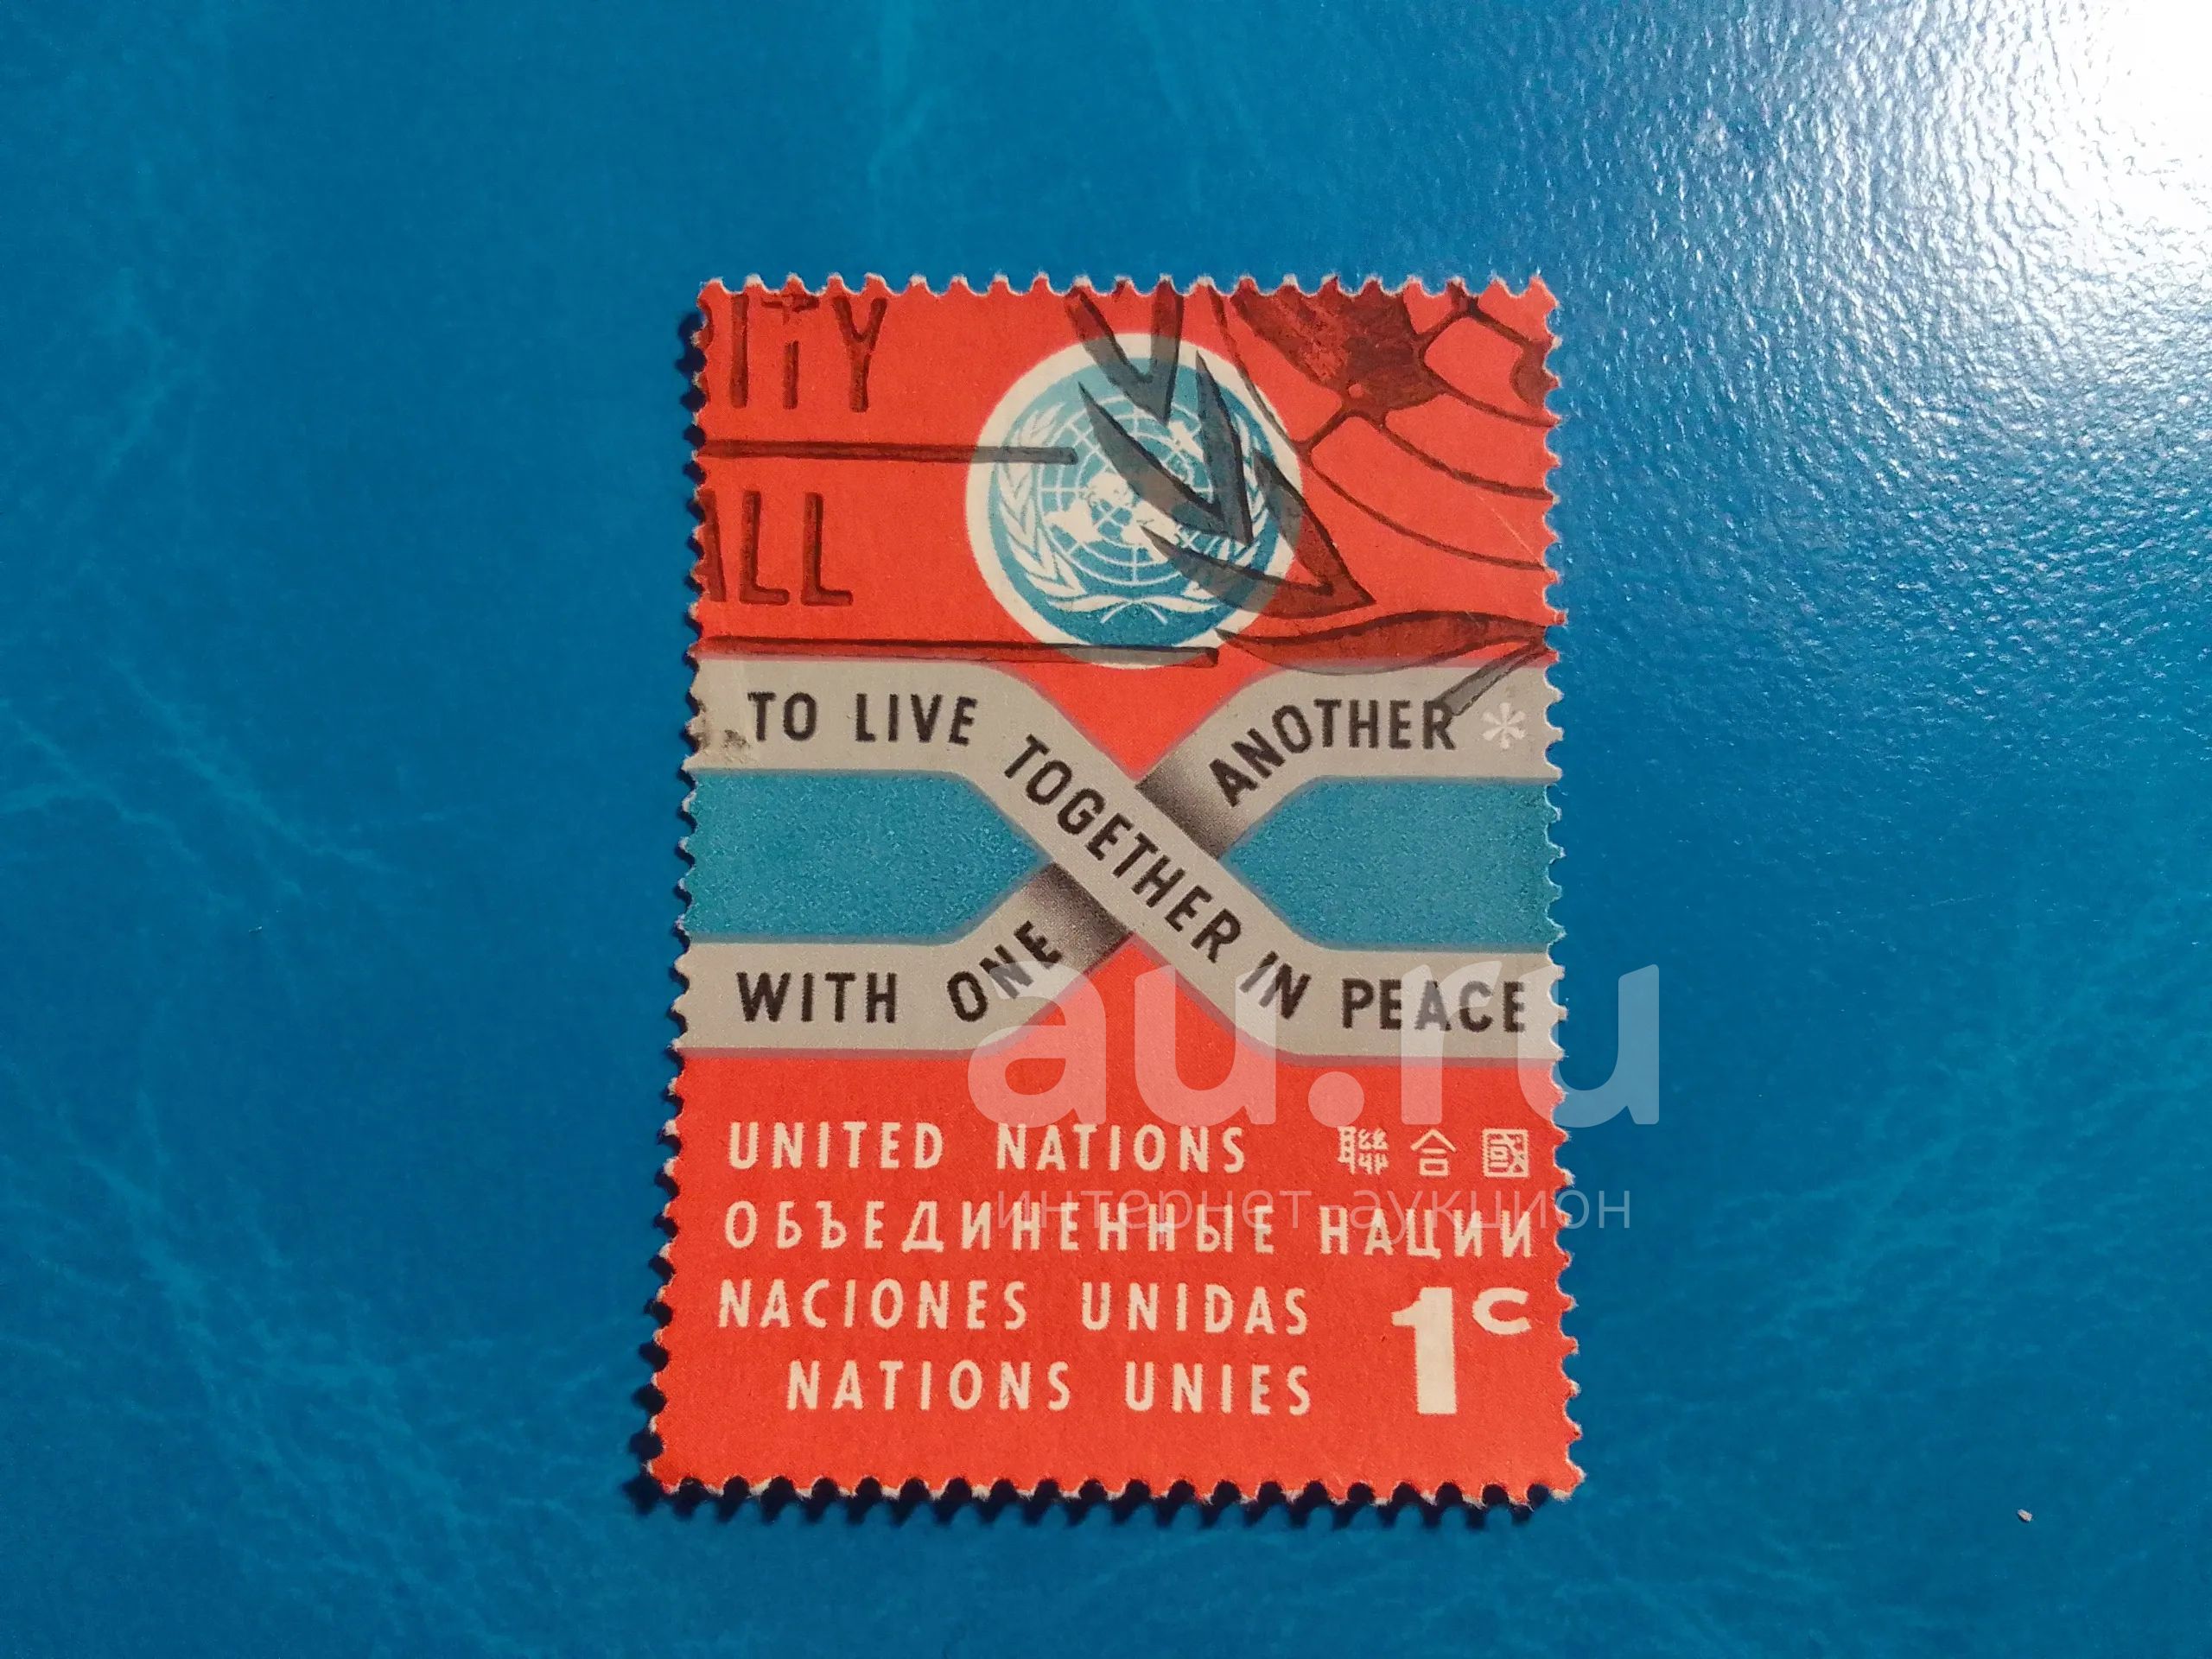 ITY
ALL
TO LIVE TOGETHER IN PEACE
WITH ONE ANOTHER *
UNITED NATIONS 聯合國
ОБЪЕДИНЕННЫЕ НАЦИИ
NACIONES UNIDAS
NATIONS UNIES
1c
au.ru
интернет-аукцион